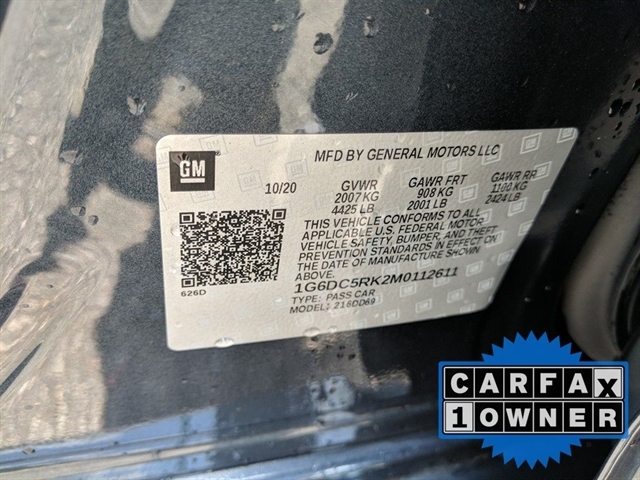 GM
MFD BY GENERAL MOTORS LLC
10/20 GVWR GAWR FRT GAWR RR
2007 KG 908 KG 1100 KG
4425 LB 2001 LB 2424 LB
THIS VEHICLE CONFORMS TO ALL
APPLICABLE U.S. FEDERAL MOTOR
VEHICLE SAFETY, BUMPER, AND THEFT
PREVENTION STANDARDS IN EFFECT ON
THE DATE OF MANUFACTURE SHOWN
ABOVE.
626D
1G6DC5RK2M0112611
TYPE: PASS CAR
MODEL: 216DD69
CARFAX
1 OWNER